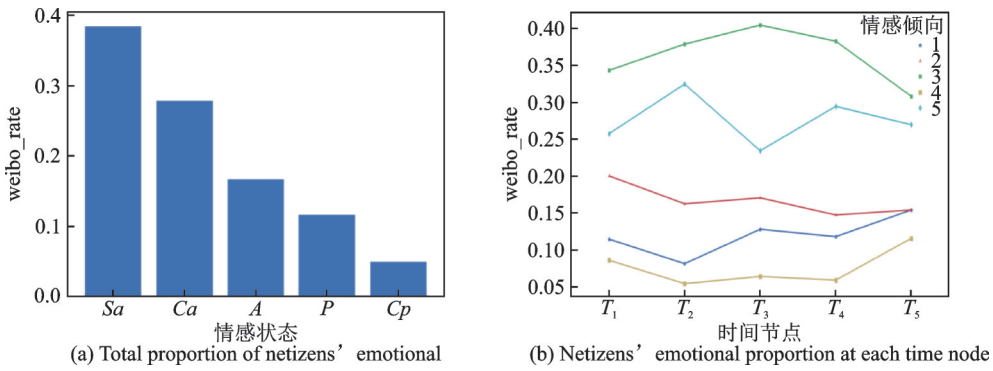 0.4
0.3
0.2
0.1
0.0
weibo_rate
Sa Ca A P Cp
情感状态
(a) Total proportion of netizens’ emotional
0.40
0.35
0.30
0.25
0.20
0.15
0.10
0.05
weibo_rate
情感倾向
1
2
3
4
5
T1 T2 T3 T4 T5
时间节点
(b) Netizens’ emotional proportion at each time node